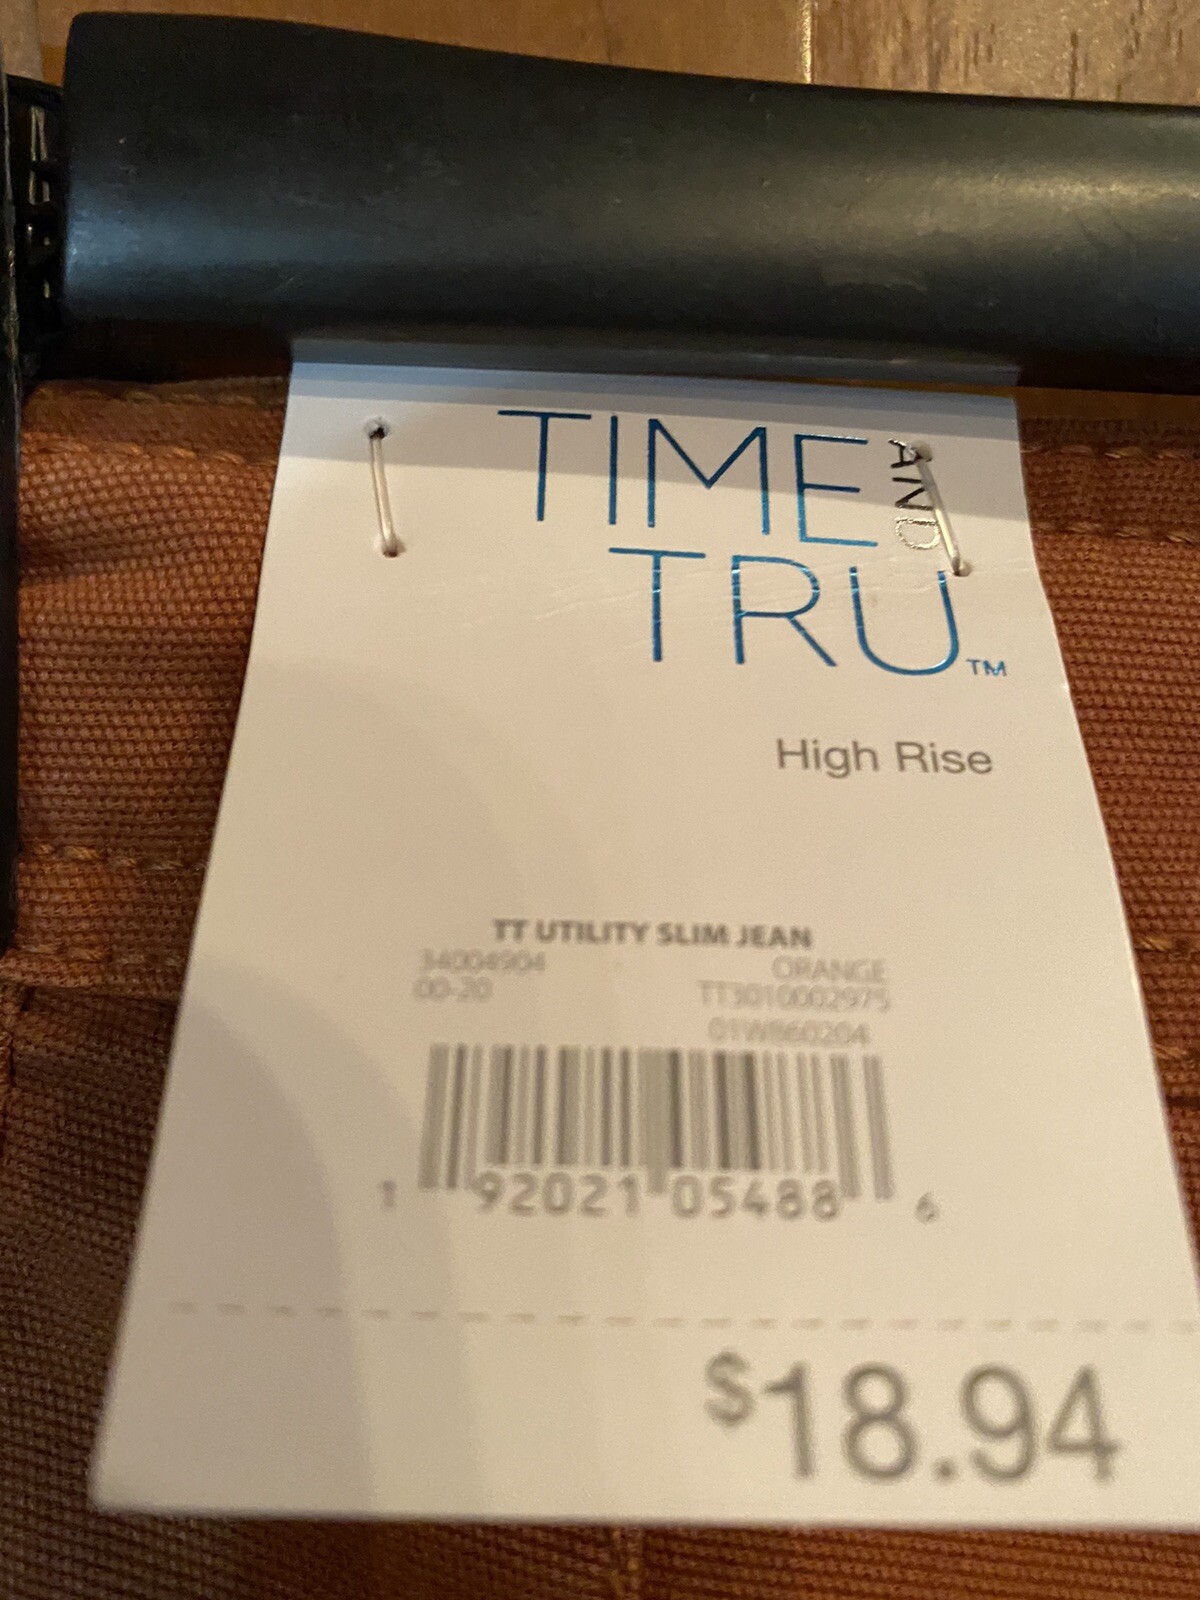 TIME AND
TRU™
High Rise
TT UTILITY SLIM JEAN
34004904 ORANGE
00-20 TT3010002975
01W860204
1 92021 05488 6
$18.94